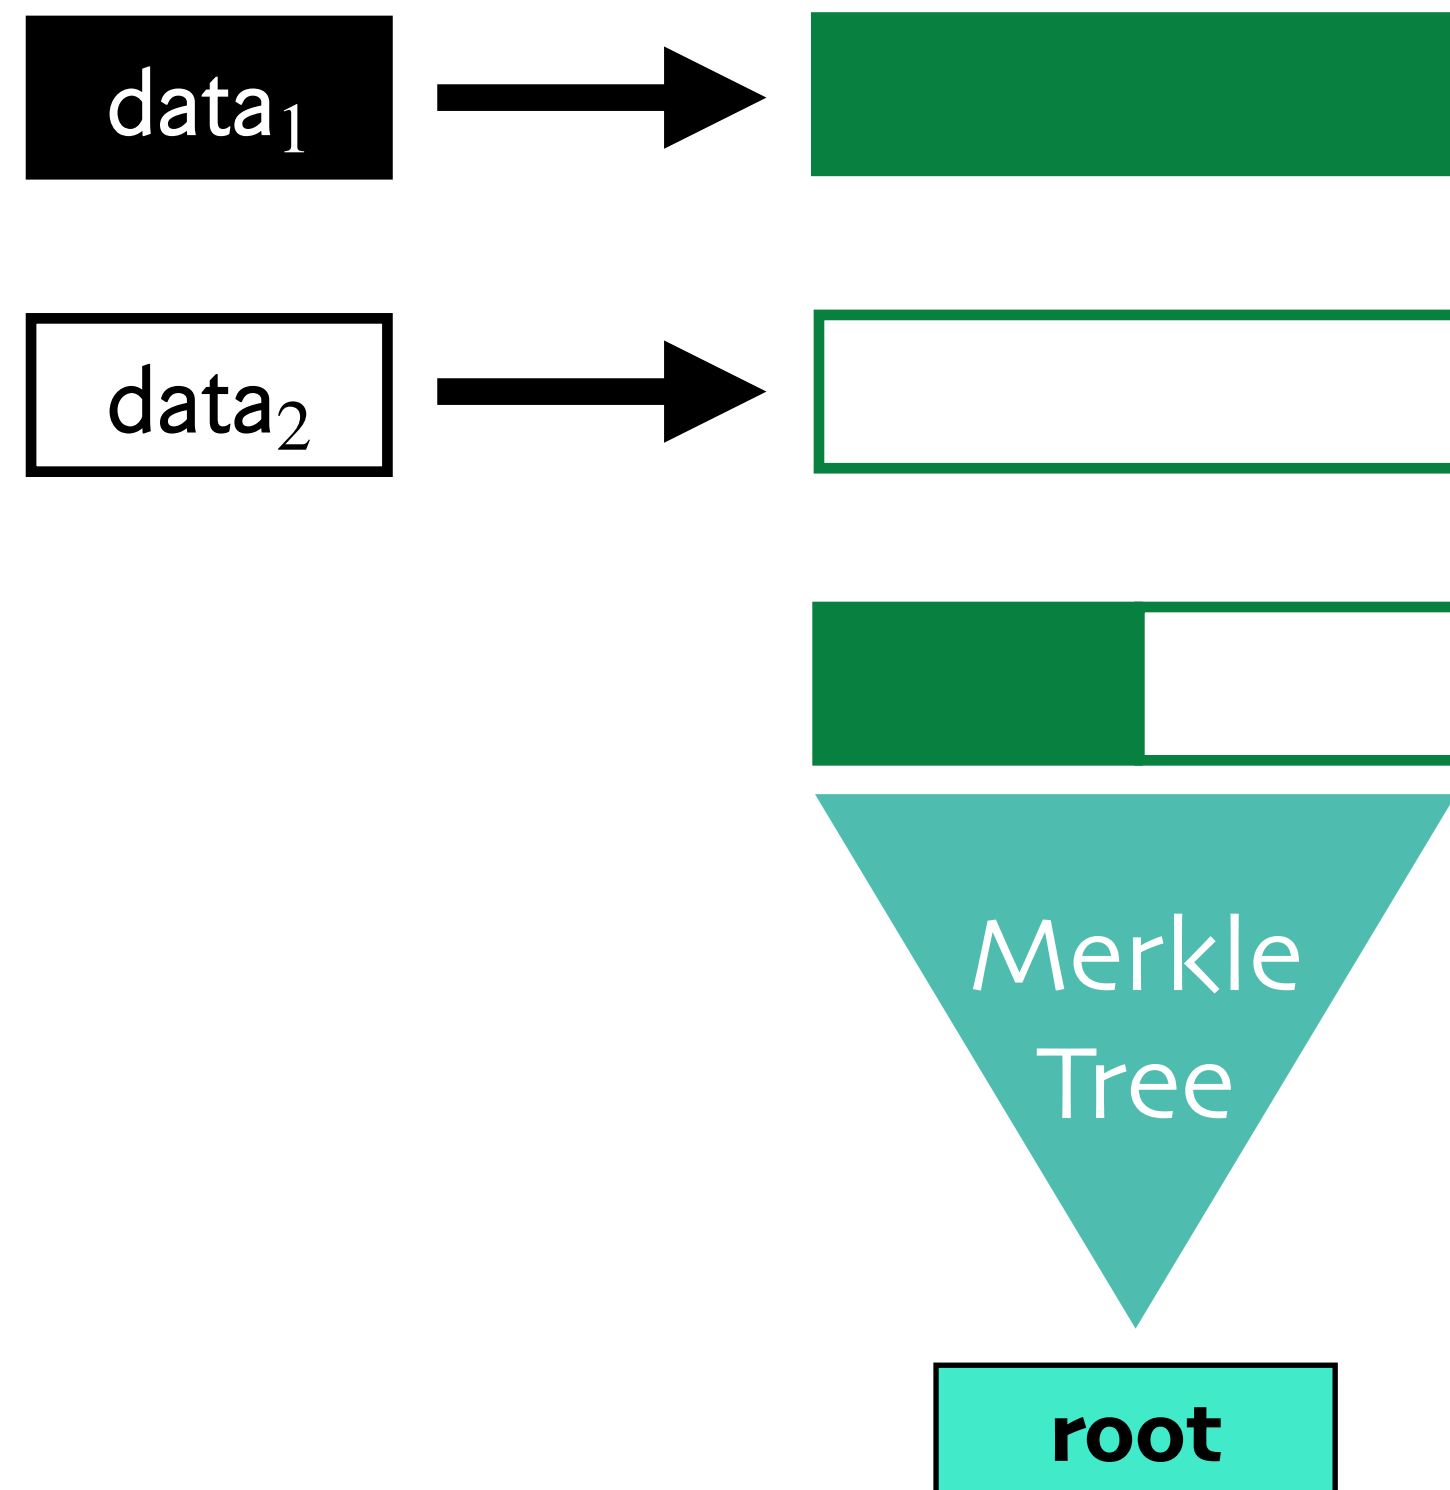 data₁
data₂
Merkle
Tree
root